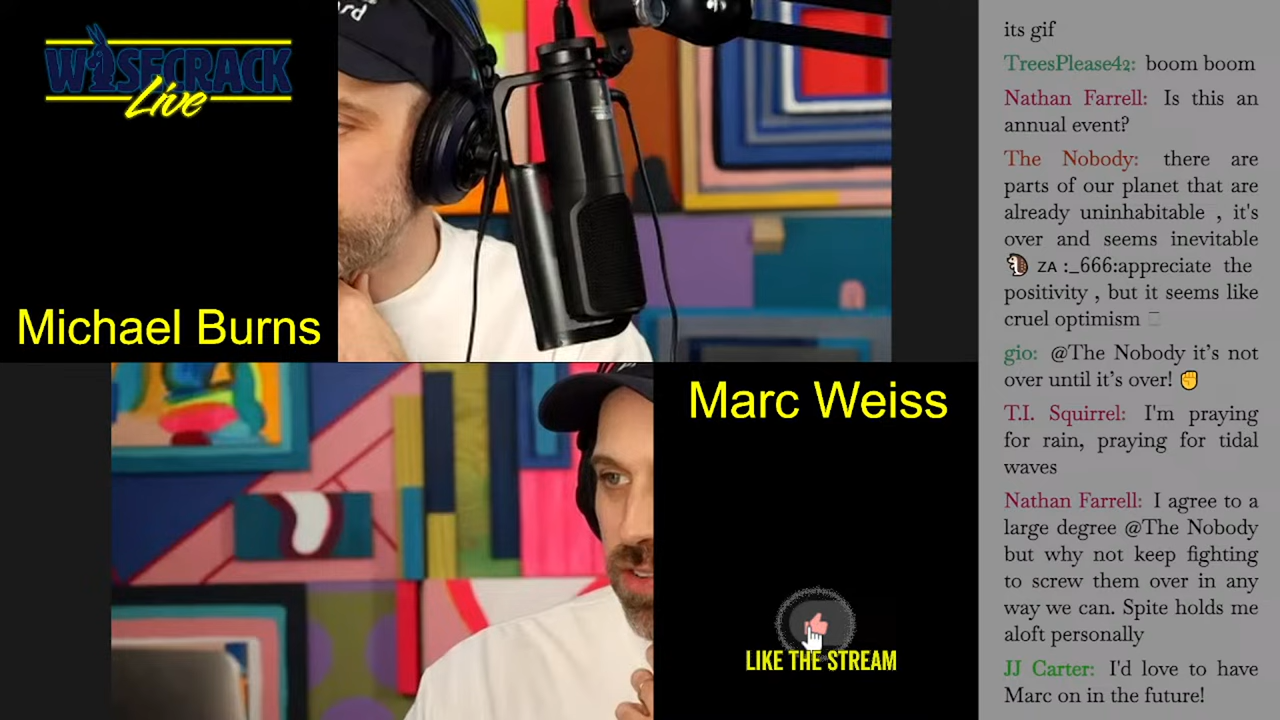 WISECRACK
Live
Michael Burns
Marc Weiss
LIKE THE STREAM
its gif
TreesPlease42: boom boom
Nathan Farrell: Is this an
annual event?
The Nobody: there are
parts of our planet that are
already uninhabitable , it's
over and seems inevitable
🦔 ZA :_666:appreciate the
positivity , but it seems like
cruel optimism
gio: @The Nobody it’s not
over until it’s over! ✊
T.I. Squirrel: I'm praying
for rain, praying for tidal
waves
Nathan Farrell: I agree to a
large degree @The Nobody
but why not keep fighting
to screw them over in any
way we can. Spite holds me
aloft personally
JJ Carter: I'd love to have
Marc on in the future!